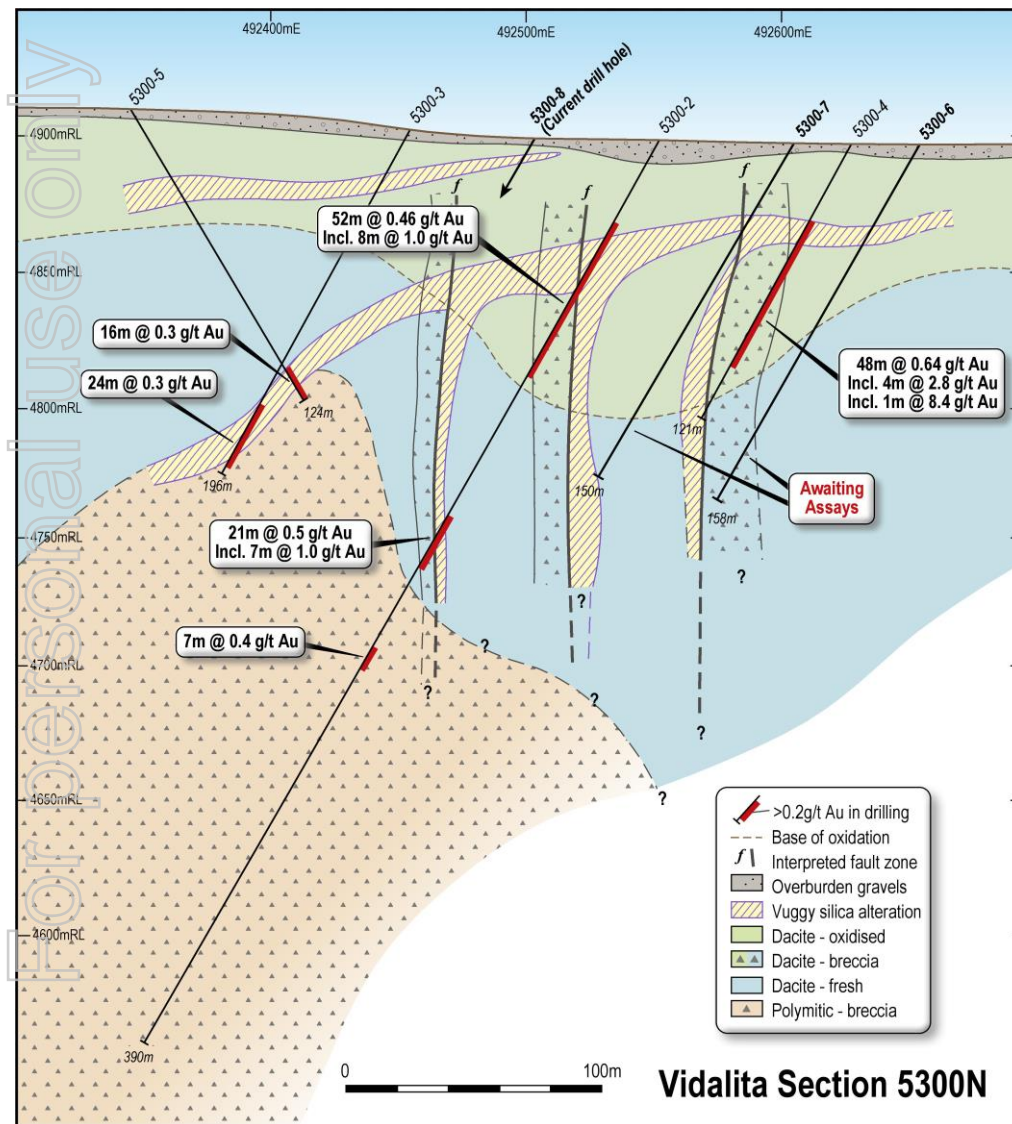 492400mE
492500mE
492600mE
5300-5
5300-3
5300-8
(Current drill hole)
5300-2
5300-7
5300-4
5300-6
4900mRL
4850mRL
4800mRL
4750mRL
4700mRL
4650mRL
4600mRL
f
f
f
52m @ 0.46 g/t Au
Incl. 8m @ 1.0 g/t Au
16m @ 0.3 g/t Au
24m @ 0.3 g/t Au
124m
196m
48m @ 0.64 g/t Au
Incl. 4m @ 2.8 g/t Au
Incl. 1m @ 8.4 g/t Au
121m
150m
158m
Awaiting
Assays
21m @ 0.5 g/t Au
Incl. 7m @ 1.0 g/t Au
7m @ 0.4 g/t Au
?
?
?
?
?
?
?
390m
>0.2g/t Au in drilling
Base of oxidation
f Interpreted fault zone
Overburden gravels
Vuggy silica alteration
Dacite - oxidised
Dacite - breccia
Dacite - fresh
Polymitic - breccia
0 100m
Vidalita Section 5300N
For personal use only